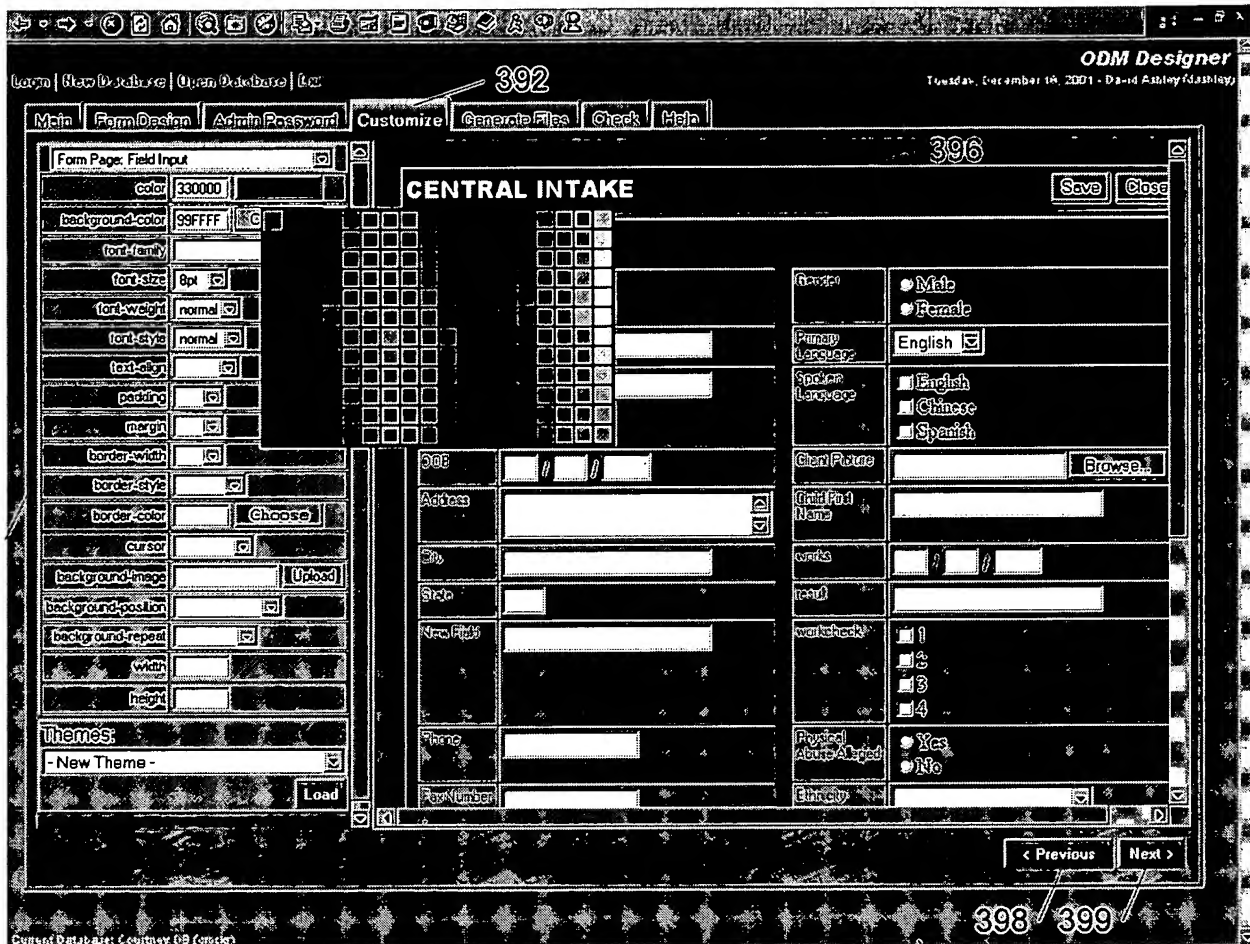 ODM Designer
Login | New Database | Open Database |
Tuesday, December 18, 2001 - David Ashley (dashley)
392
Main Form Design Admin Password Customize Generate Files Check Help
396
Form Page: Field Input
color 330000
CENTRAL INTAKE Save Close
background-color 99FFFF
font-family
font-size 8pt
Gender Male
Female
font-weight normal
font-style normal
Primary Language English
text-align
Spoken Language English
Chinese
Spanish
padding
margin
border-width
DOB / / Client Picture Browse...
border-style
Address Child First Name
border-color Choose
cursor
City works / /
background-image Upload
State result
background-position
New Field workcheck 1
2
3
4
background-repeat
width
height
Themes:
- New Theme -
Phone Physical Abuse Alleged Yes
No
Load
Fax Number Ethnicity
< Previous Next >
398 399
Current Database: Courtney DB (oracle)